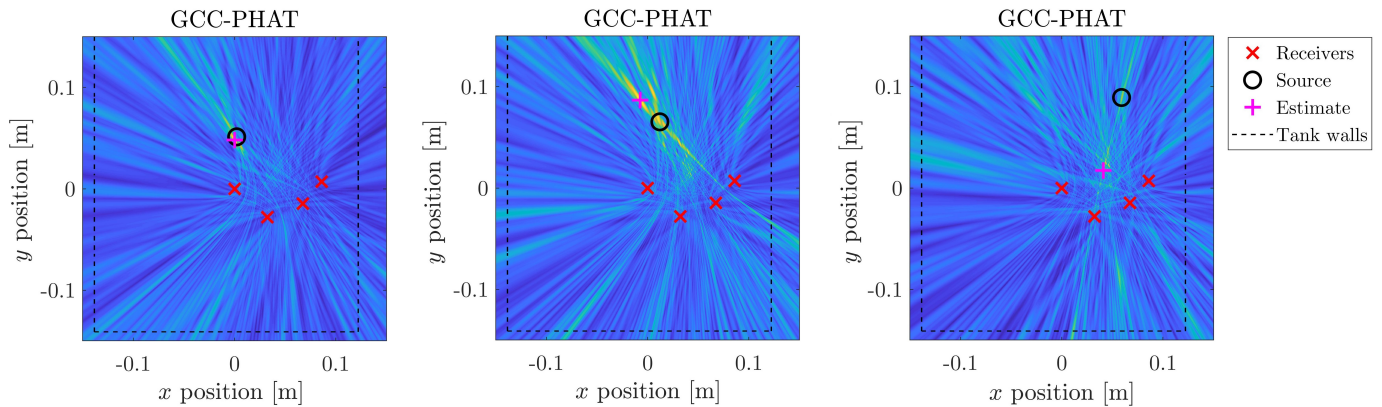 GCC-PHAT
0.1
0
-0.1
y position [m]
-0.1 0 0.1
x position [m]
GCC-PHAT
0.1
0
-0.1
y position [m]
-0.1 0 0.1
x position [m]
GCC-PHAT
0.1
0
-0.1
y position [m]
-0.1 0 0.1
x position [m]
Receivers
Source
Estimate
Tank walls